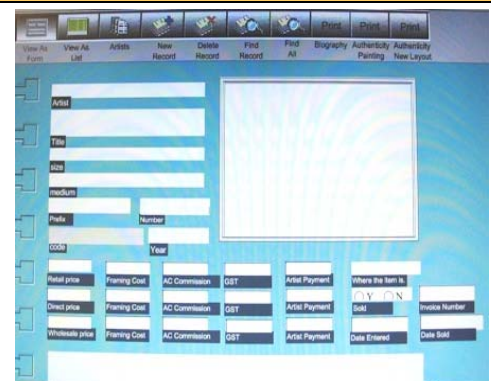 Print Print Print
View As Form View As List Artists New Record Delete Record Find Record Find All Biography Authenticity Painting Authenticity New Layout
Artist
Title
size
medium
Prefix Number
code Year
Retail price Framing Cost AC Commission GST Artist Payment Where the item is.
Y N
Direct price Framing Cost AC Commission GST Artist Payment Sold Invoice Number
Wholesale price Framing Cost AC Commission GST Artist Payment Date Entered Date Sold